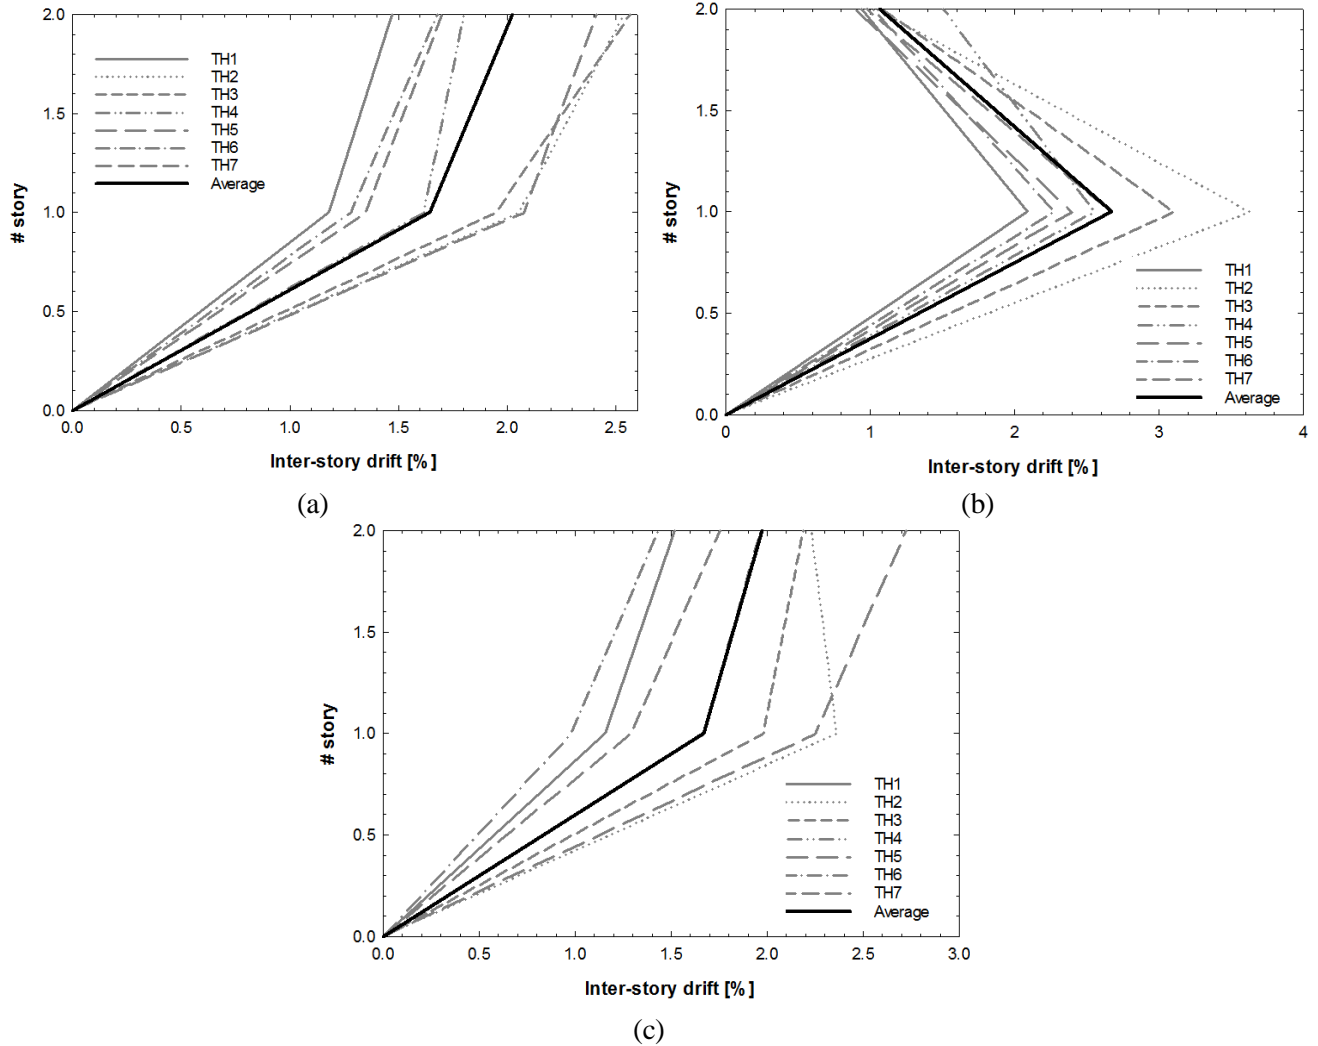 2.0
1.5
1.0
0.5
0.0
# story
TH1
TH2
TH3
TH4
TH5
TH6
TH7
Average
0.0 0.5 1.0 1.5 2.0 2.5
Inter-story drift [%]
(a)
2.0
1.5
1.0
0.5
0.0
# story
TH1
TH2
TH3
TH4
TH5
TH6
TH7
Average
0 1 2 3 4
Inter-story drift [%]
(b)
2.0
1.5
1.0
0.5
0.0
# story
TH1
TH2
TH3
TH4
TH5
TH6
TH7
Average
0.0 0.5 1.0 1.5 2.0 2.5 3.0
Inter-story drift [%]
(c)